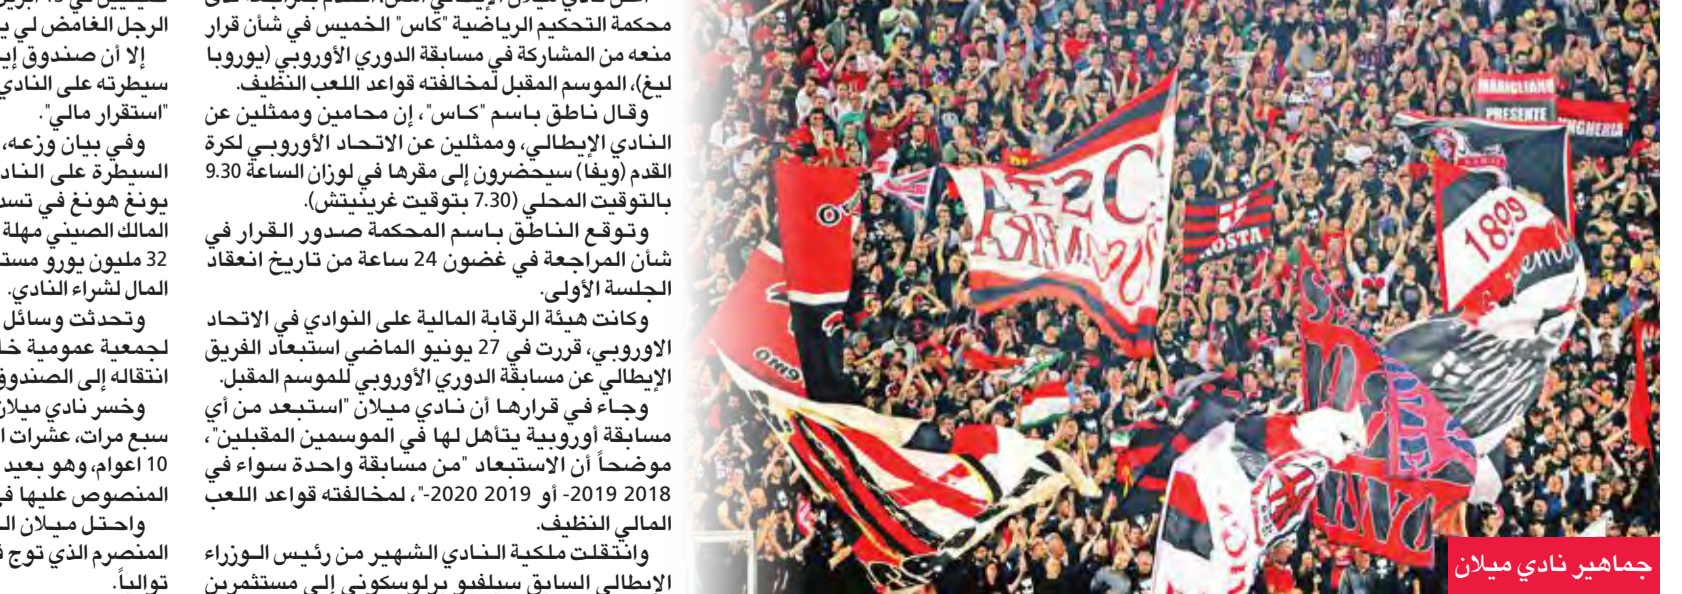 محكمة التحكيم الرياضية "كاس" الخميس في شأن قرار
منعه من المشاركة في مسابقة الدوري الأوروبي (يوروبا
ليغ)، الموسم المقبل لمخالفته قواعد اللعب النظيف.
وقال ناطق باسم "كاس"، إن محامين وممثلين عن
النادي الإيطالي، وممثلين عن الاتحاد الأوروبي لكرة
القدم (ويفا) سيحضرون إلى مقرها في لوزان الساعة 9.30
بالتوقيت المحلي (7.30 بتوقيت غرينيتش).
وتوقع الناطق باسم المحكمة صدور القرار في
شأن المراجعة في غضون 24 ساعة من تاريخ انعقاد
الجلسة الأولى.
وكانت هيئة الرقابة المالية على النوادي في الاتحاد
الاوروبي، قررت في 27 يونيو الماضي استبعاد الفريق
الإيطالي عن مسابقة الدوري الأوروبي للموسم المقبل.
وجاء في قرارها أن نادي ميلان "استبعد من أي
مسابقة أوروبية يتأهل لها في الموسمين المقبلين"،
موضحاً أن الاستبعاد "من مسابقة واحدة سواء في
2018 2019- أو 2019 2020-"، لمخالفته قواعد اللعب
المالي النظيف.
وانتقلت ملكية النادي الشهير من رئيس الوزراء
الإيطالي السابق سيلفيو برلوسكوني إلى مستثمرين
الرجل الغامض لي
إلا أن صندوق
سيطرته على النادي
"استقرار مالي".
وفي بيان وزعه،
السيطرة على
يونغ هونغ في
المالك الصيني مهلة
32 مليون يورو
المال لشراء النادي.
وتحدثت وسائل
لجمعية عمومية
انتقاله إلى الصندوق
وخسر نادي ميلان
سبع مرات، عشرات
10 اعوام، وهو بعيد
المنصوص عليها
واحتل ميلان
المنصرم الذي توج
توالياً.
MARIGLIANO
PRESENTE
UNGHERIA
AOSTA
1899
جماهير نادي ميلان